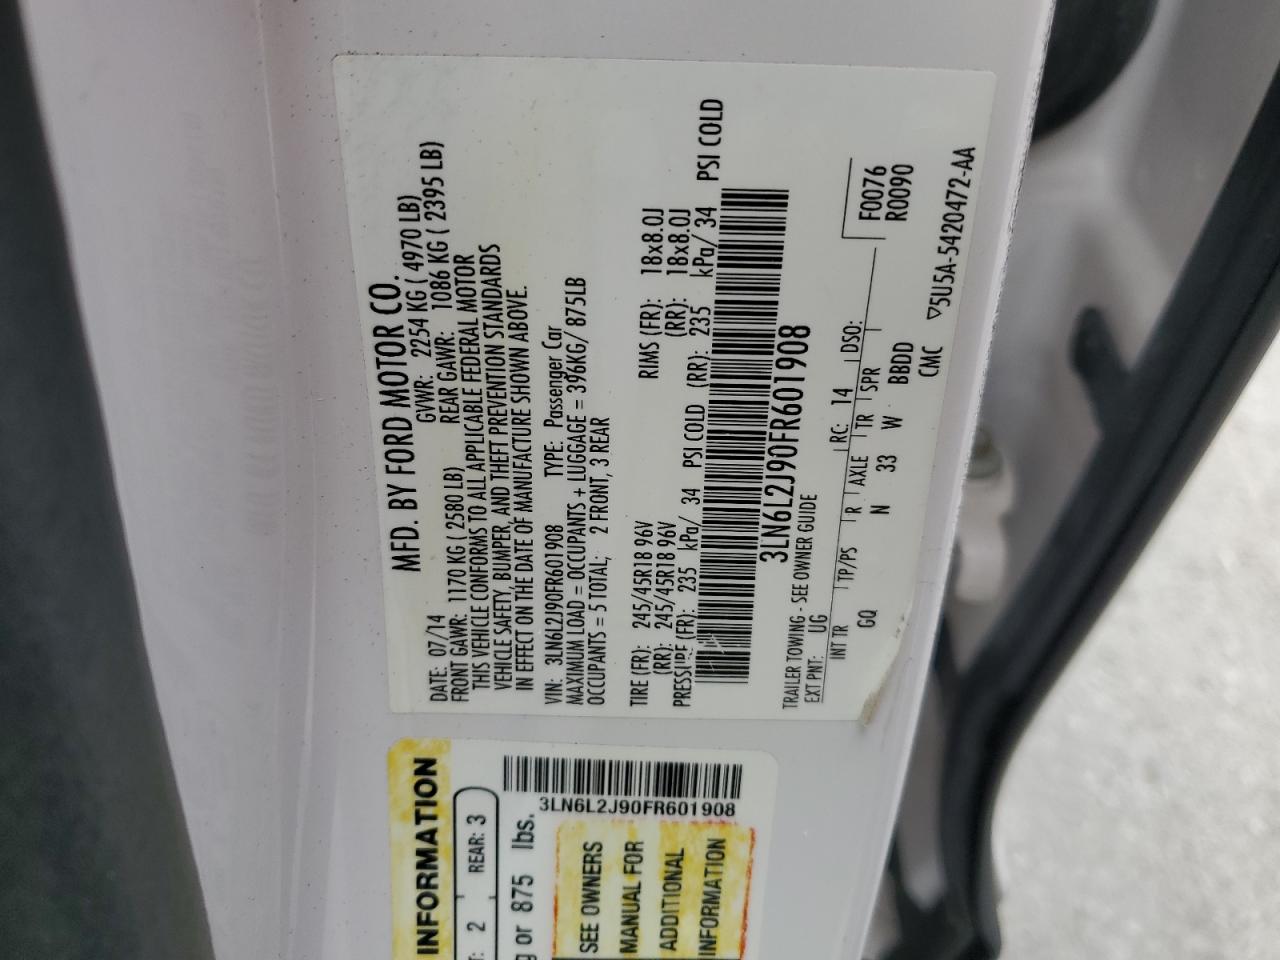 MFD. BY FORD MOTOR CO.
DATE: 07/14 GVWR: 2254 KG ( 4970 LB)
FRONT GAWR: 1170 KG ( 2580 LB) REAR GAWR: 1086 KG ( 2395 LB)
THIS VEHICLE CONFORMS TO ALL APPLICABLE FEDERAL MOTOR
VEHICLE SAFETY, BUMPER, AND THEFT PREVENTION STANDARDS
IN EFFECT ON THE DATE OF MANUFACTURE SHOWN ABOVE.
VIN: 3LN6L2J90FR601908 TYPE: Passenger Car
MAXIMUM LOAD = OCCUPANTS + LUGGAGE = 396KG/ 875LB
OCCUPANTS = 5 TOTAL; 2 FRONT, 3 REAR
TIRE (FR): 245/45R18 96V RIMS (FR): 18x8.0J
(RR): 245/45R18 96V (RR): 18x8.0J
PRESSURE (FR): 235 kPa/ 34 PSI COLD (RR): 235 kPa/ 34 PSI COLD
3LN6L2J90FR601908
TRAILER TOWING - SEE OWNER GUIDE
EXT PNT: UG RC: 14 DSO: F0076
R0090
INT TR TP/PS R AXLE TR SPR
GQ N 33 W BBDD
CMC ▽5U5A-5420472-AA
INFORMATION
2 REAR: 3
or 875 lbs.
3LN6L2J90FR601908
SEE OWNERS
MANUAL FOR
ADDITIONAL
INFORMATION